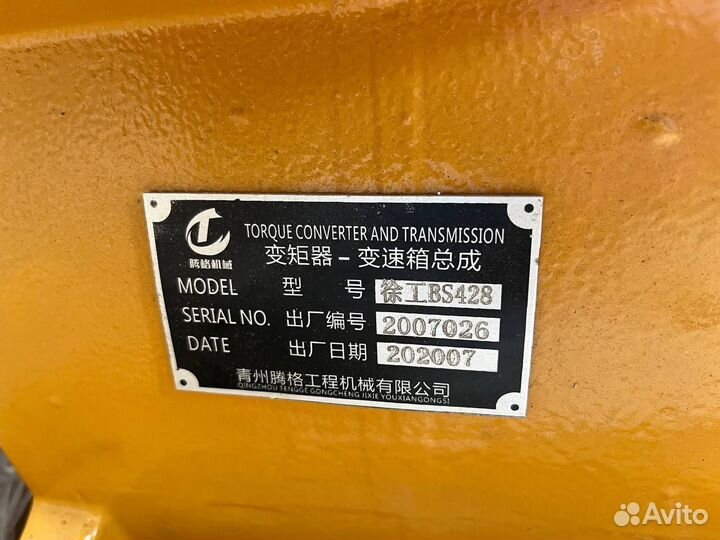 TORQUE CONVERTER AND TRANSMISSION
变矩器－变速箱总成
腾格机械
MODEL 型 号 徐工BS428
SERIAL NO. 出厂编号 2007026
DATE 出厂日期 202007
青州腾格工程机械有限公司
QINGZHOU TENGGE GONGCHENG JIXIE YOUXIANGONGSI
Avito